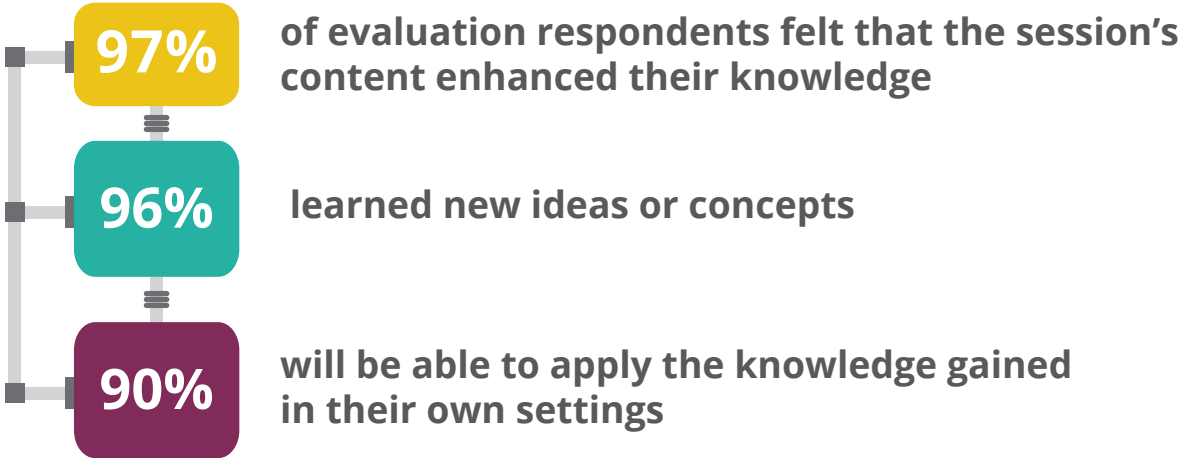 97%
of evaluation respondents felt that the session’s
content enhanced their knowledge
96%
learned new ideas or concepts
90%
will be able to apply the knowledge gained
in their own settings